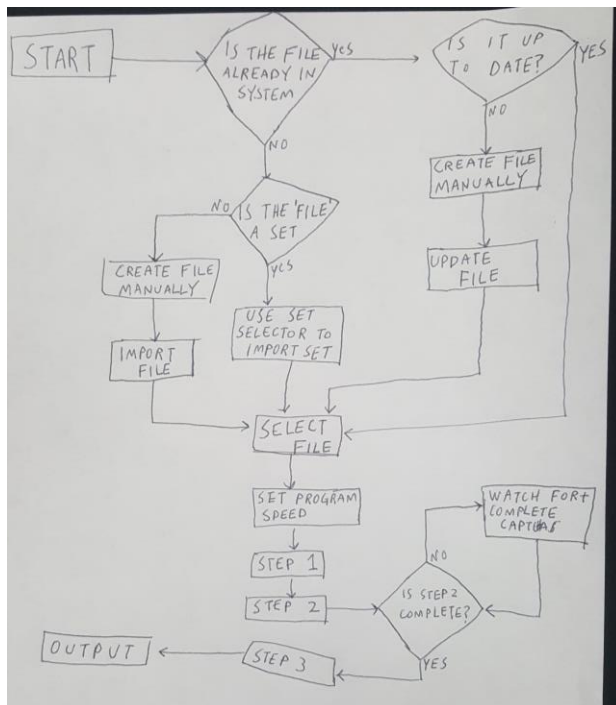 START
IS THE FILE
ALREADY IN
SYSTEM
YES
IS IT UP
TO DATE?
YES
NO
NO
CREATE FILE
MANUALLY
NO
IS THE 'FILE'
A SET
YES
UPDATE
FILE
CREATE FILE
MANUALLY
USE SET
SELECTOR TO
IMPORT SET
IMPORT
FILE
SELECT
FILE
SET PROGRAM
SPEED
WATCH FOR +
COMPLETE
STEP 1
NO
STEP 2
IS STEP 2
COMPLETE?
YES
STEP 3
OUTPUT